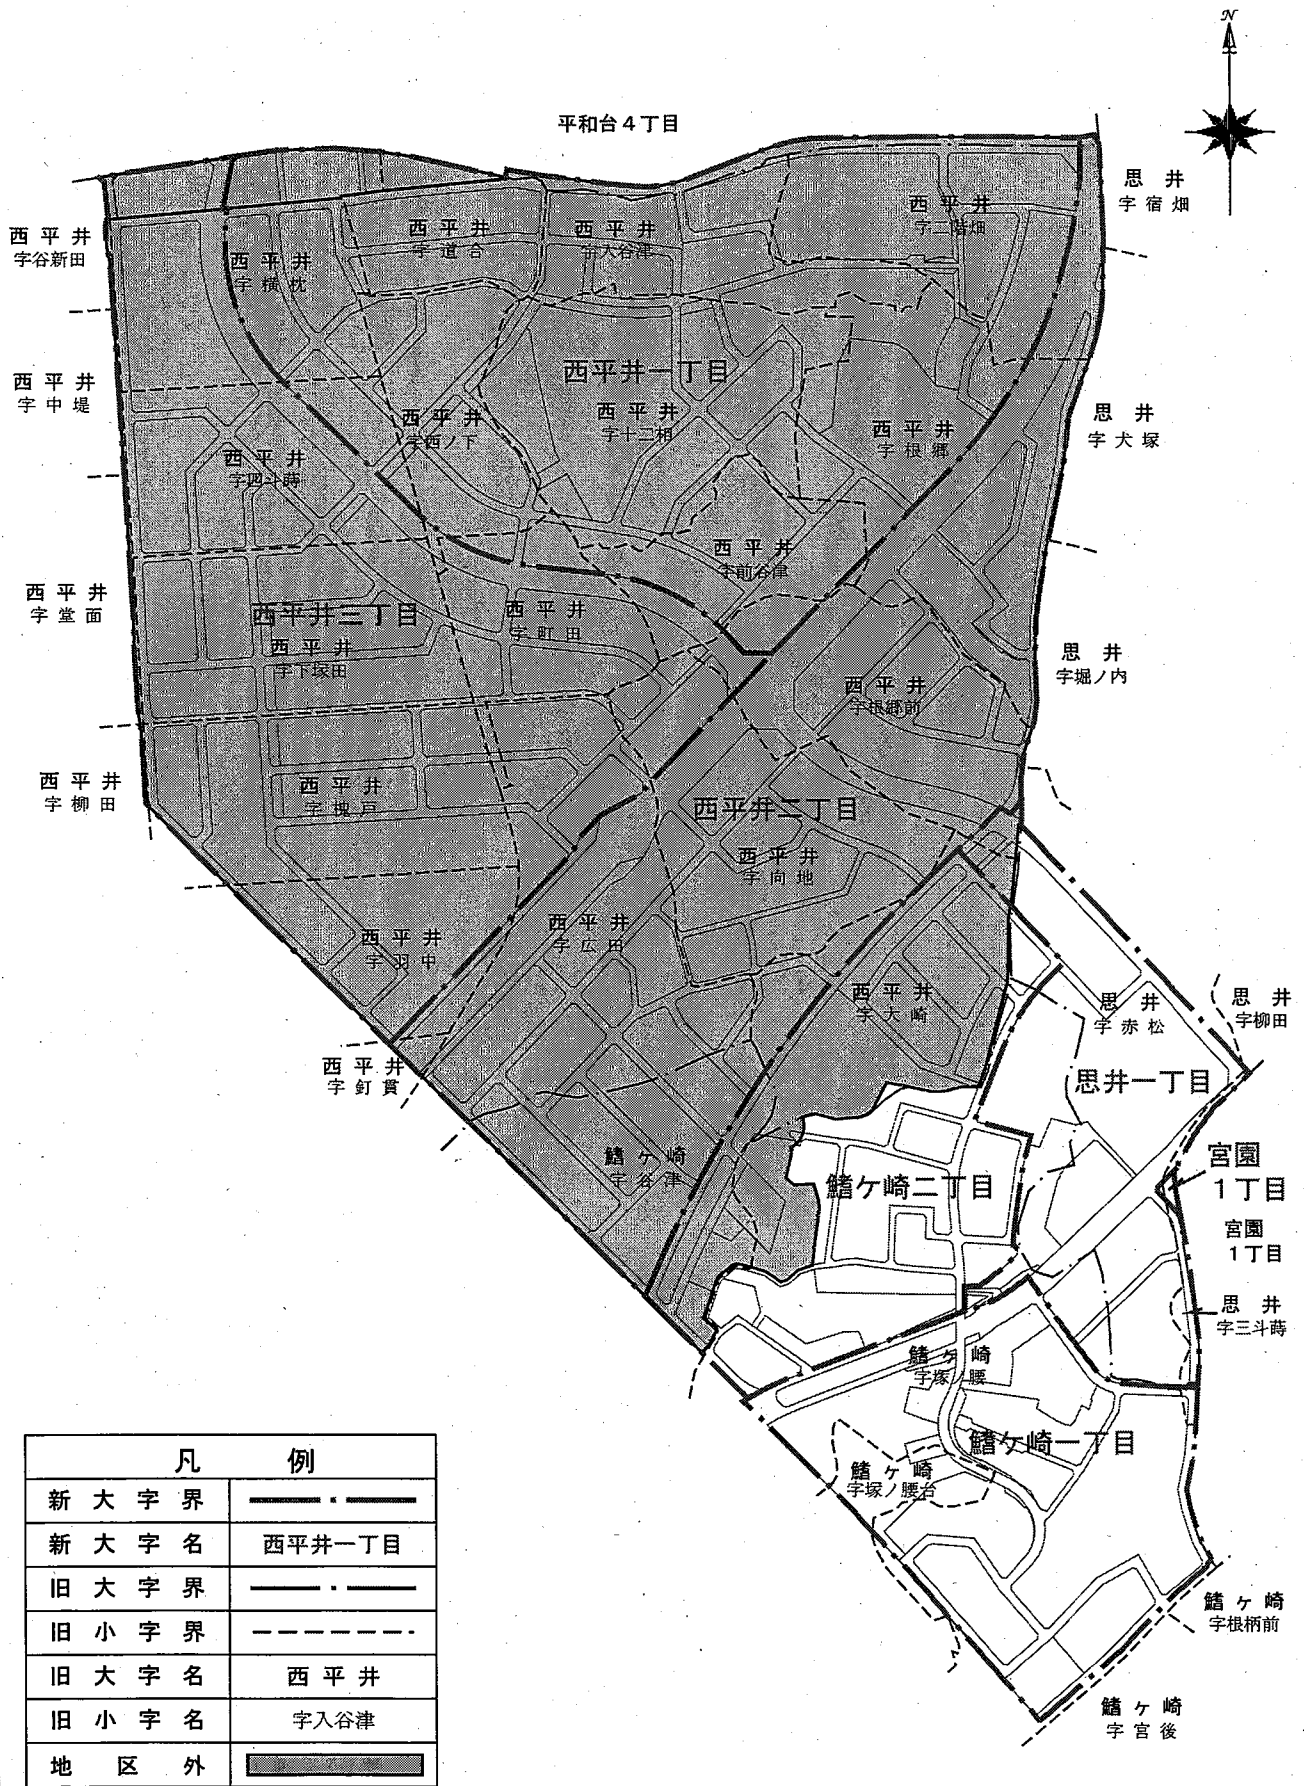 N
平和台４丁目
思井
字宿畑
西平井
字谷新田
西平井
字横枕
西平井
字道合
西平井
字入谷津
西平井
字二階畑
西平井一丁目
西平井
字中堤
西平井
字西ノ下
西平井
字十二相
西平井
字根郷
思井
字犬塚
西平井
字四斗蒔
西平井
字前谷津
西平井
字堂面
西平井三丁目
西平井
字下塚田
西平井
字町田
思井
字堀ノ内
西平井
字根郷前
西平井
字柳田
西平井
字槐戸
西平井二丁目
西平井
字向地
西平井
字羽中
西平井
字広田
西平井
字大崎
思井
字赤松
思井
字柳田
西平井
字釘貫
思井一丁目
鰭ヶ崎
字谷津
鰭ケ崎二丁目
宮園
１丁目
宮園
１丁目
思井
字三斗蒔
鰭ヶ崎
字塚ノ腰
鰭ケ崎一丁目
鰭ヶ崎
字塚ノ腰台
鰭ヶ崎
字根柄前
鰭ヶ崎
字宮後
凡例
新大字界
新大字名 西平井一丁目
旧大字界
旧小字界
旧大字名 西平井
旧小字名 字入谷津
地区外